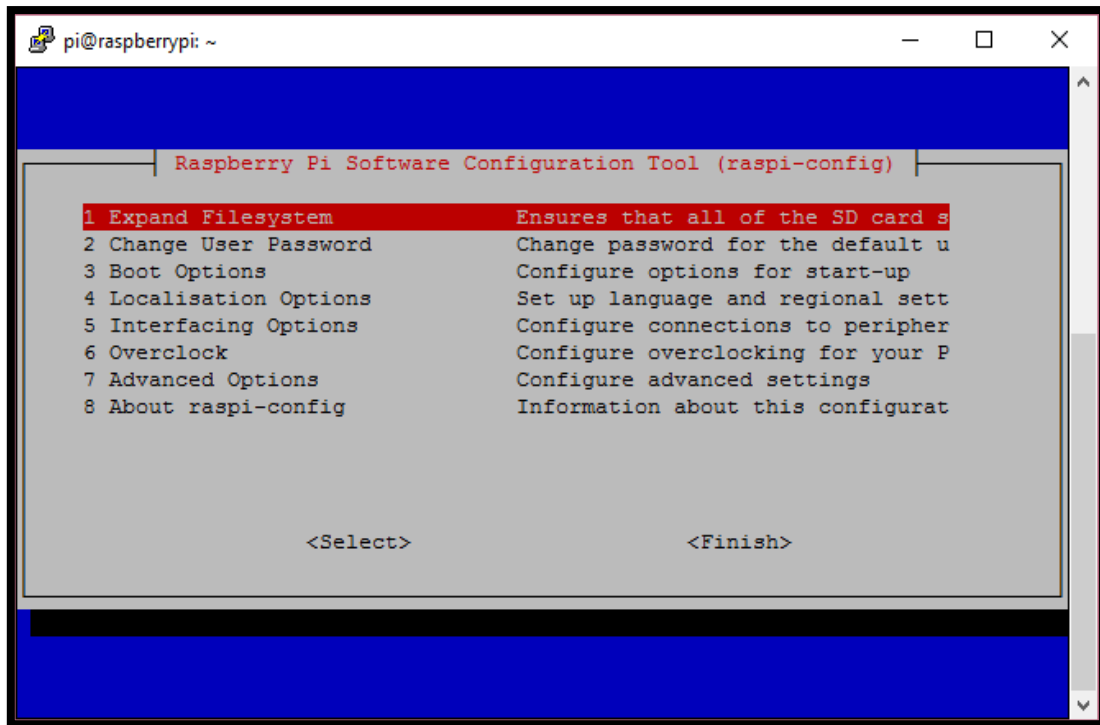 pi@raspberrypi: ~
Raspberry Pi Software Configuration Tool (raspi-config)
1 Expand Filesystem Ensures that all of the SD card s
2 Change User Password Change password for the default u
3 Boot Options Configure options for start-up
4 Localisation Options Set up language and regional sett
5 Interfacing Options Configure connections to peripher
6 Overclock Configure overclocking for your P
7 Advanced Options Configure advanced settings
8 About raspi-config Information about this configurat
<Select> <Finish>